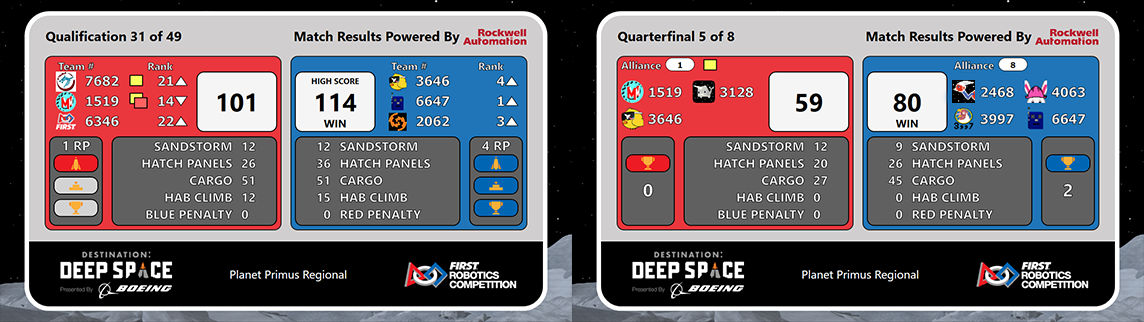 Qualification 31 of 49
Match Results Powered By Rockwell Automation
Team # Rank
7682 21
1519 14
6346 22
FIRST
101
HIGH SCORE
114
WIN
Team # Rank
3646 4
6647 1
2062 3
1 RP
SANDSTORM 12
HATCH PANELS 26
CARGO 51
HAB CLIMB 12
BLUE PENALTY 0
12 SANDSTORM
36 HATCH PANELS
51 CARGO
15 HAB CLIMB
0 RED PENALTY
4 RP
DESTINATION:
DEEP SPACE
Presented By BOEING
Planet Primus Regional
FIRST
ROBOTICS
COMPETITION
Quarterfinal 5 of 8
Match Results Powered By Rockwell Automation
Alliance 1
1519 3128
3646
59
80
WIN
Alliance 8
2468 4063
3997 6647
0
SANDSTORM 12
HATCH PANELS 20
CARGO 27
HAB CLIMB 0
BLUE PENALTY 0
9 SANDSTORM
26 HATCH PANELS
45 CARGO
0 HAB CLIMB
0 RED PENALTY
2
DESTINATION:
DEEP SPACE
Presented By BOEING
Planet Primus Regional
FIRST
ROBOTICS
COMPETITION